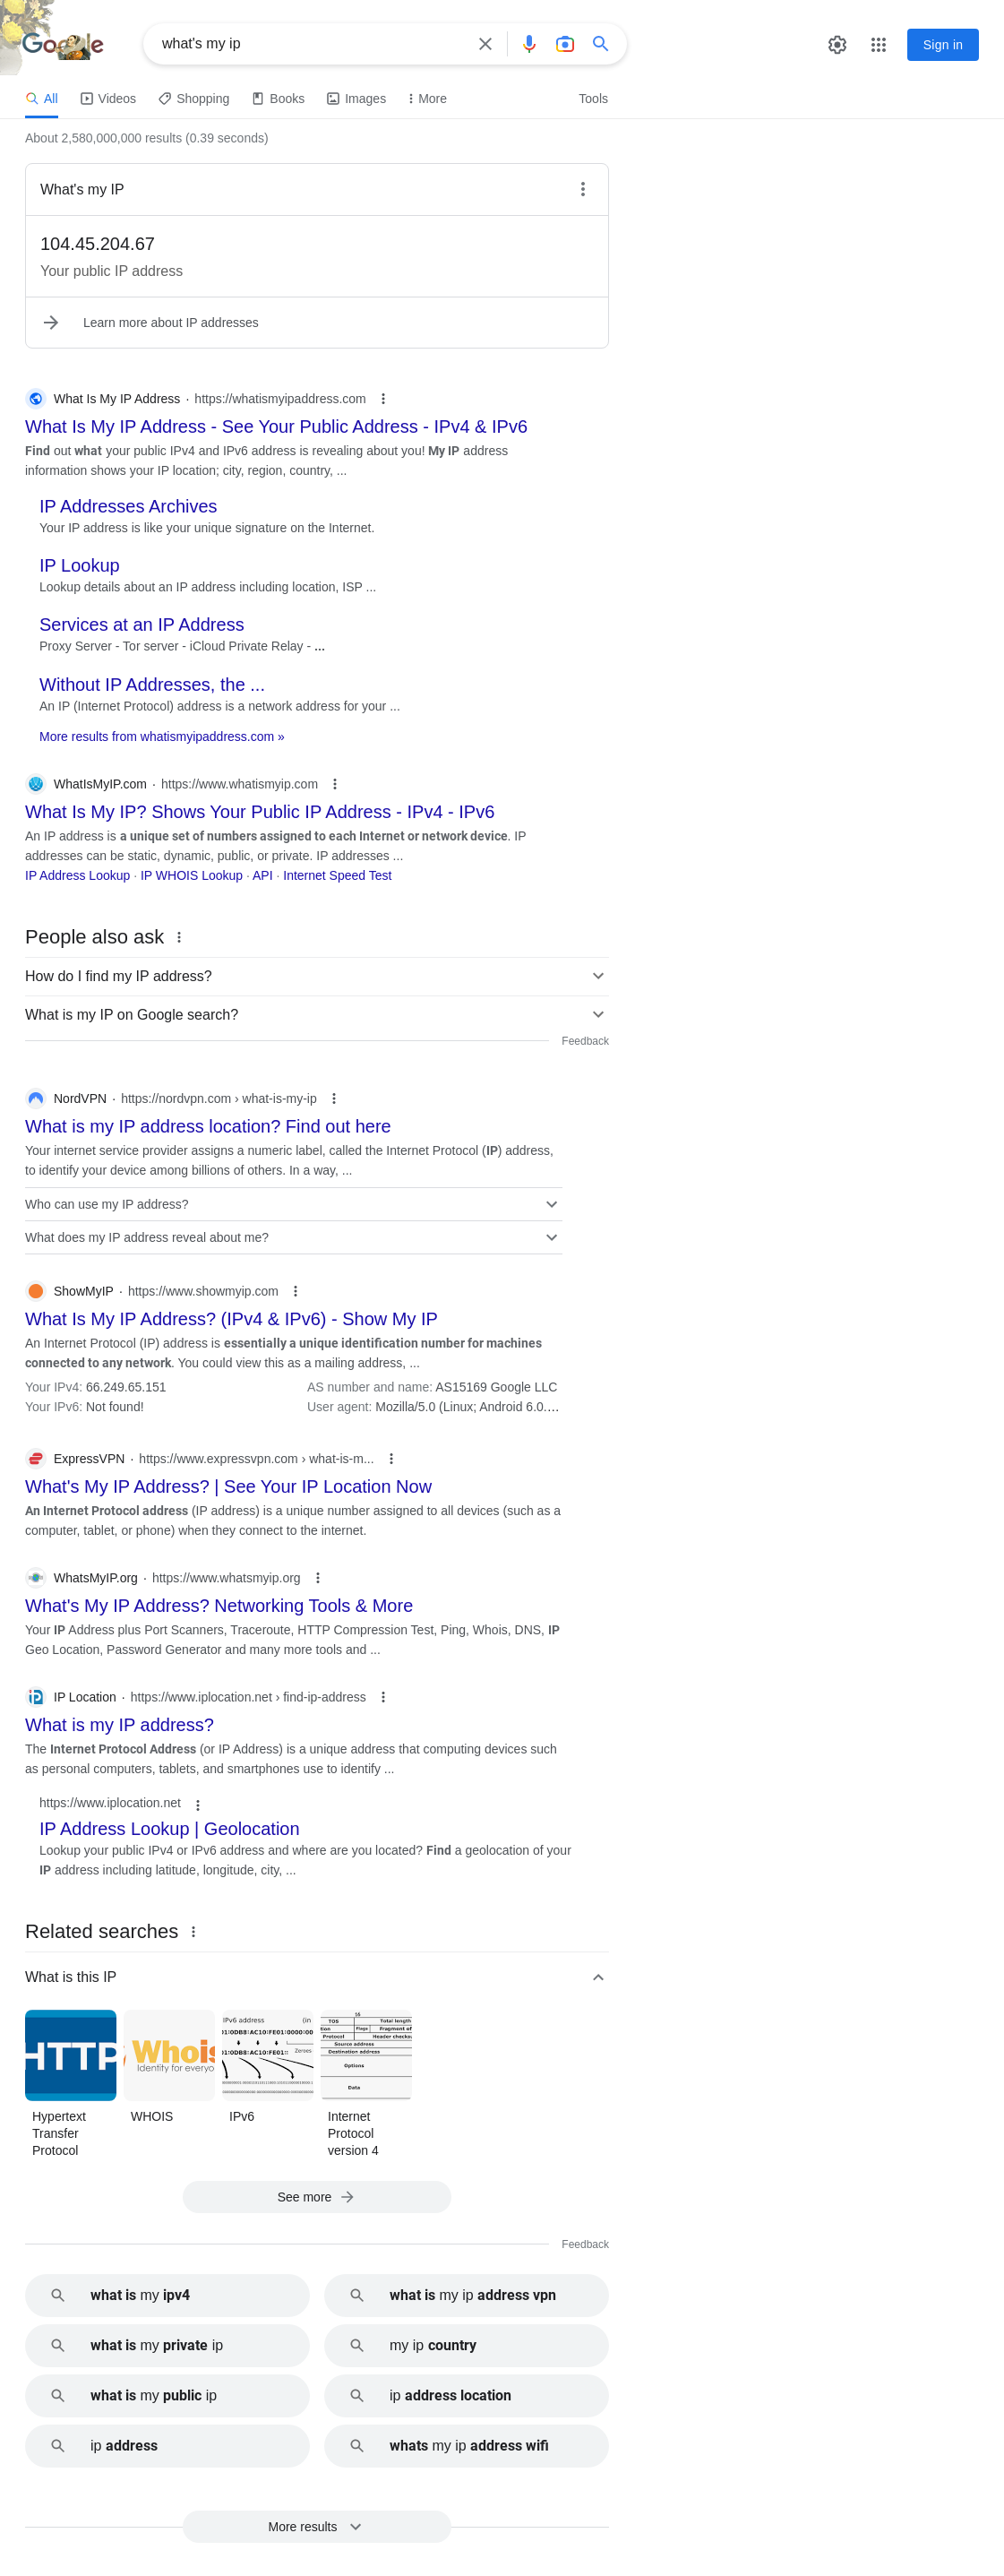 Google
what's my ip
Sign in
All
Videos
Shopping
Books
Images
More
Tools
About 2,580,000,000 results (0.39 seconds)
What's my IP
104.45.204.67
Your public IP address
Learn more about IP addresses
What Is My IP Address · https://whatismyipaddress.com
What Is My IP Address - See Your Public Address - IPv4 & IPv6
Find out what your public IPv4 and IPv6 address is revealing about you! My IP address
information shows your IP location; city, region, country, ...
IP Addresses Archives
Your IP address is like your unique signature on the Internet.
IP Lookup
Lookup details about an IP address including location, ISP ...
Services at an IP Address
Proxy Server - Tor server - iCloud Private Relay - ...
Without IP Addresses, the ...
An IP (Internet Protocol) address is a network address for your ...
More results from whatismyipaddress.com »
WhatIsMyIP.com · https://www.whatismyip.com
What Is My IP? Shows Your Public IP Address - IPv4 - IPv6
An IP address is a unique set of numbers assigned to each Internet or network device. IP
addresses can be static, dynamic, public, or private. IP addresses ...
IP Address Lookup · IP WHOIS Lookup · API · Internet Speed Test
People also ask
How do I find my IP address?
What is my IP on Google search?
Feedback
NordVPN · https://nordvpn.com › what-is-my-ip
What is my IP address location? Find out here
Your internet service provider assigns a numeric label, called the Internet Protocol (IP) address,
to identify your device among billions of others. In a way, ...
Who can use my IP address?
What does my IP address reveal about me?
ShowMyIP · https://www.showmyip.com
What Is My IP Address? (IPv4 & IPv6) - Show My IP
An Internet Protocol (IP) address is essentially a unique identification number for machines
connected to any network. You could view this as a mailing address, ...
Your IPv4: 66.249.65.151
AS number and name: AS15169 Google LLC
Your IPv6: Not found!
User agent: Mozilla/5.0 (Linux; Android 6.0....
ExpressVPN · https://www.expressvpn.com › what-is-m...
What's My IP Address? | See Your IP Location Now
An Internet Protocol address (IP address) is a unique number assigned to all devices (such as a
computer, tablet, or phone) when they connect to the internet.
WhatsMyIP.org · https://www.whatsmyip.org
What's My IP Address? Networking Tools & More
Your IP Address plus Port Scanners, Traceroute, HTTP Compression Test, Ping, Whois, DNS, IP
Geo Location, Password Generator and many more tools and ...
IP Location · https://www.iplocation.net › find-ip-address
What is my IP address?
The Internet Protocol Address (or IP Address) is a unique address that computing devices such
as personal computers, tablets, and smartphones use to identify ...
https://www.iplocation.net
IP Address Lookup | Geolocation
Lookup your public IPv4 or IPv6 address and where are you located? Find a geolocation of your
IP address including latitude, longitude, city, ...
Related searches
What is this IP
HTTP
Whois
Identity for everyo
IPv6 address (in
Zeroes
16
TOS Total length
Flags Fragment of
Protocol Header checksu
Source address
Destination address
Options
Data
Hypertext
Transfer
Protocol
WHOIS
IPv6
Internet
Protocol
version 4
See more
Feedback
what is my ipv4
what is my ip address vpn
what is my private ip
my ip country
what is my public ip
ip address location
ip address
whats my ip address wifi
More results